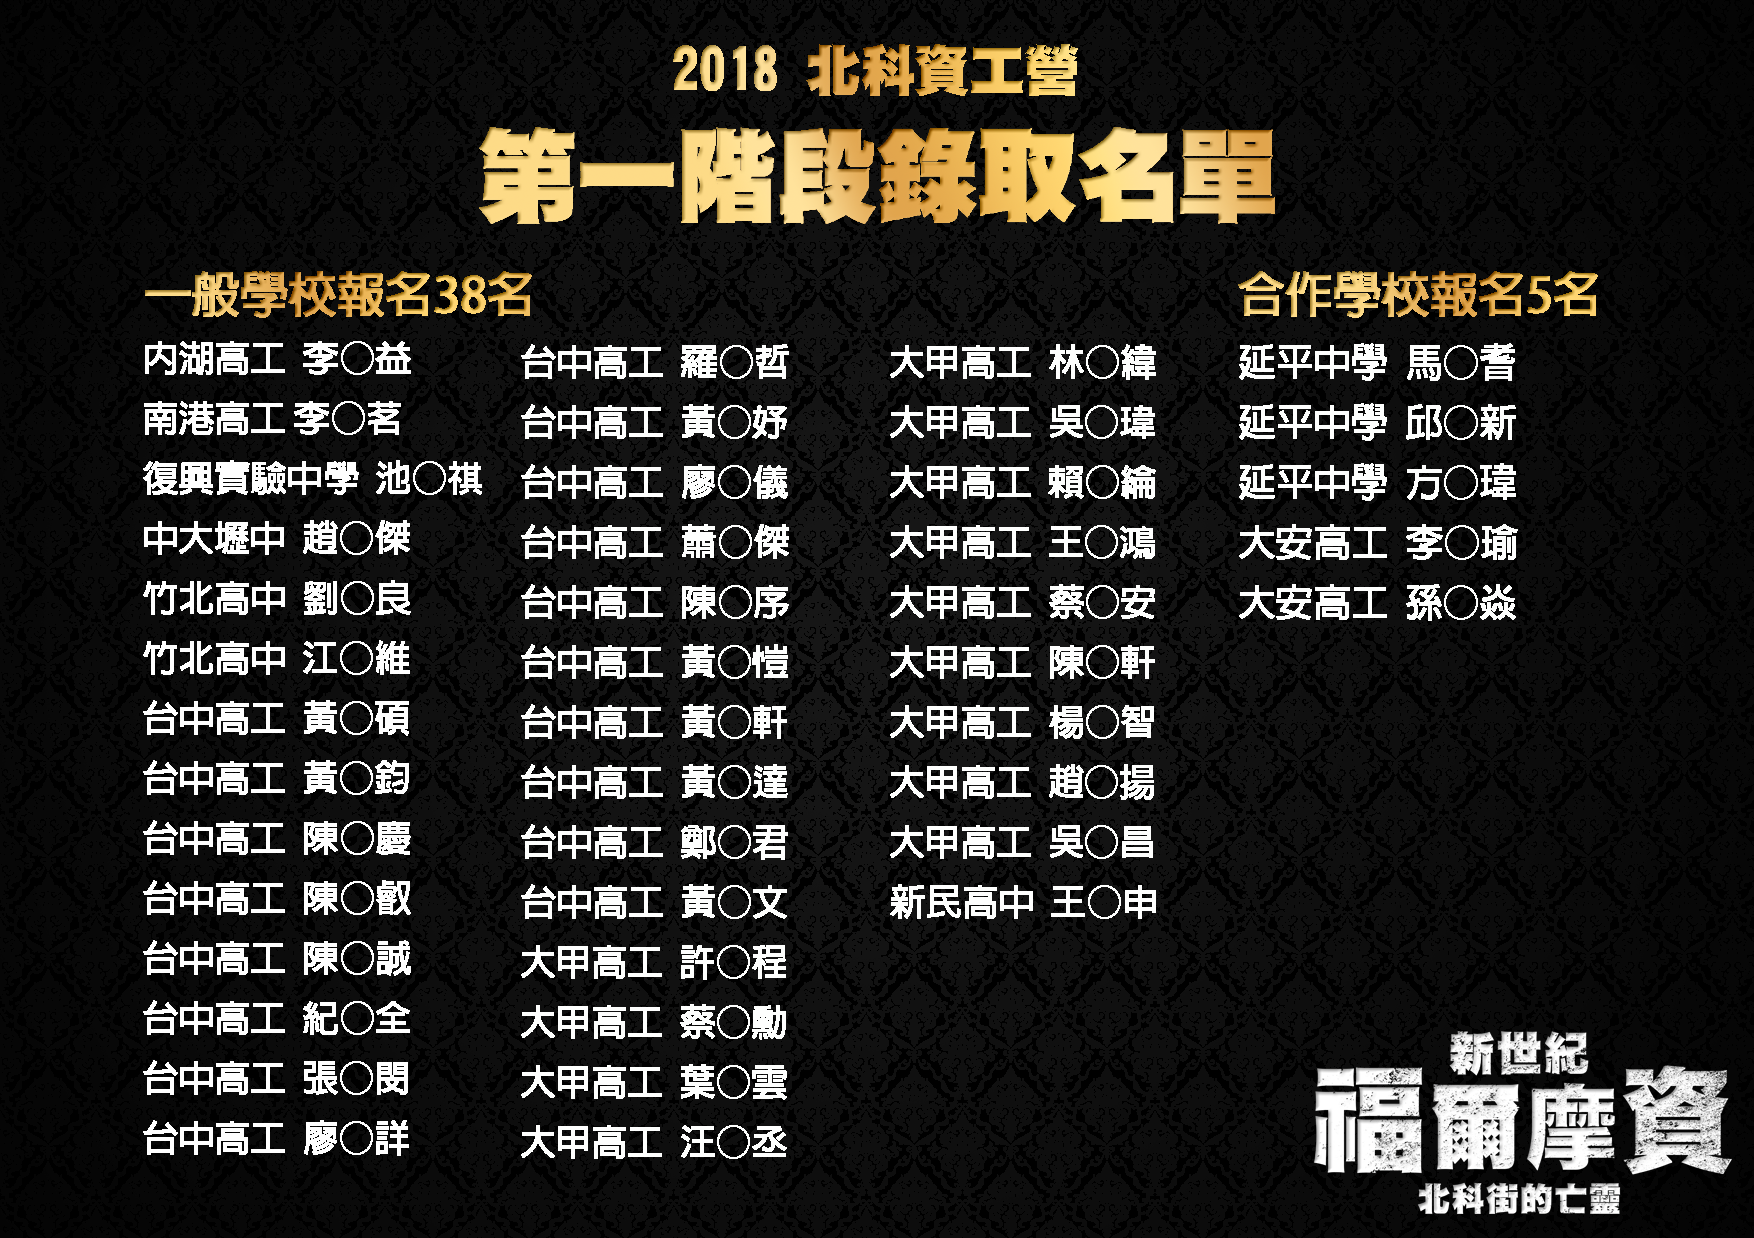 2018 北科資工營
第一階段錄取名單
一般學校報名38名
內湖高工 李○益
南港高工 李○茗
復興實驗中學 池○祺
中大壢中 趙○傑
竹北高中 劉○良
竹北高中 江○維
台中高工 黃○碩
台中高工 黃○鈞
台中高工 陳○慶
台中高工 陳○叡
台中高工 陳○誠
台中高工 紀○全
台中高工 張○閔
台中高工 廖○詳
台中高工 羅○哲
台中高工 黃○妤
台中高工 廖○儀
台中高工 蕭○傑
台中高工 陳○序
台中高工 黃○愷
台中高工 黃○軒
台中高工 黃○達
台中高工 鄭○君
台中高工 黃○文
大甲高工 許○程
大甲高工 蔡○勳
大甲高工 葉○雲
大甲高工 汪○丞
大甲高工 林○緯
大甲高工 吳○瑋
大甲高工 賴○綸
大甲高工 王○鴻
大甲高工 蔡○安
大甲高工 陳○軒
大甲高工 楊○智
大甲高工 趙○揚
大甲高工 吳○昌
新民高中 王○申
合作學校報名5名
延平中學 馬○耆
延平中學 邱○新
延平中學 方○瑋
大安高工 李○瑜
大安高工 孫○焱
新世紀
福爾摩資
北科街的亡靈